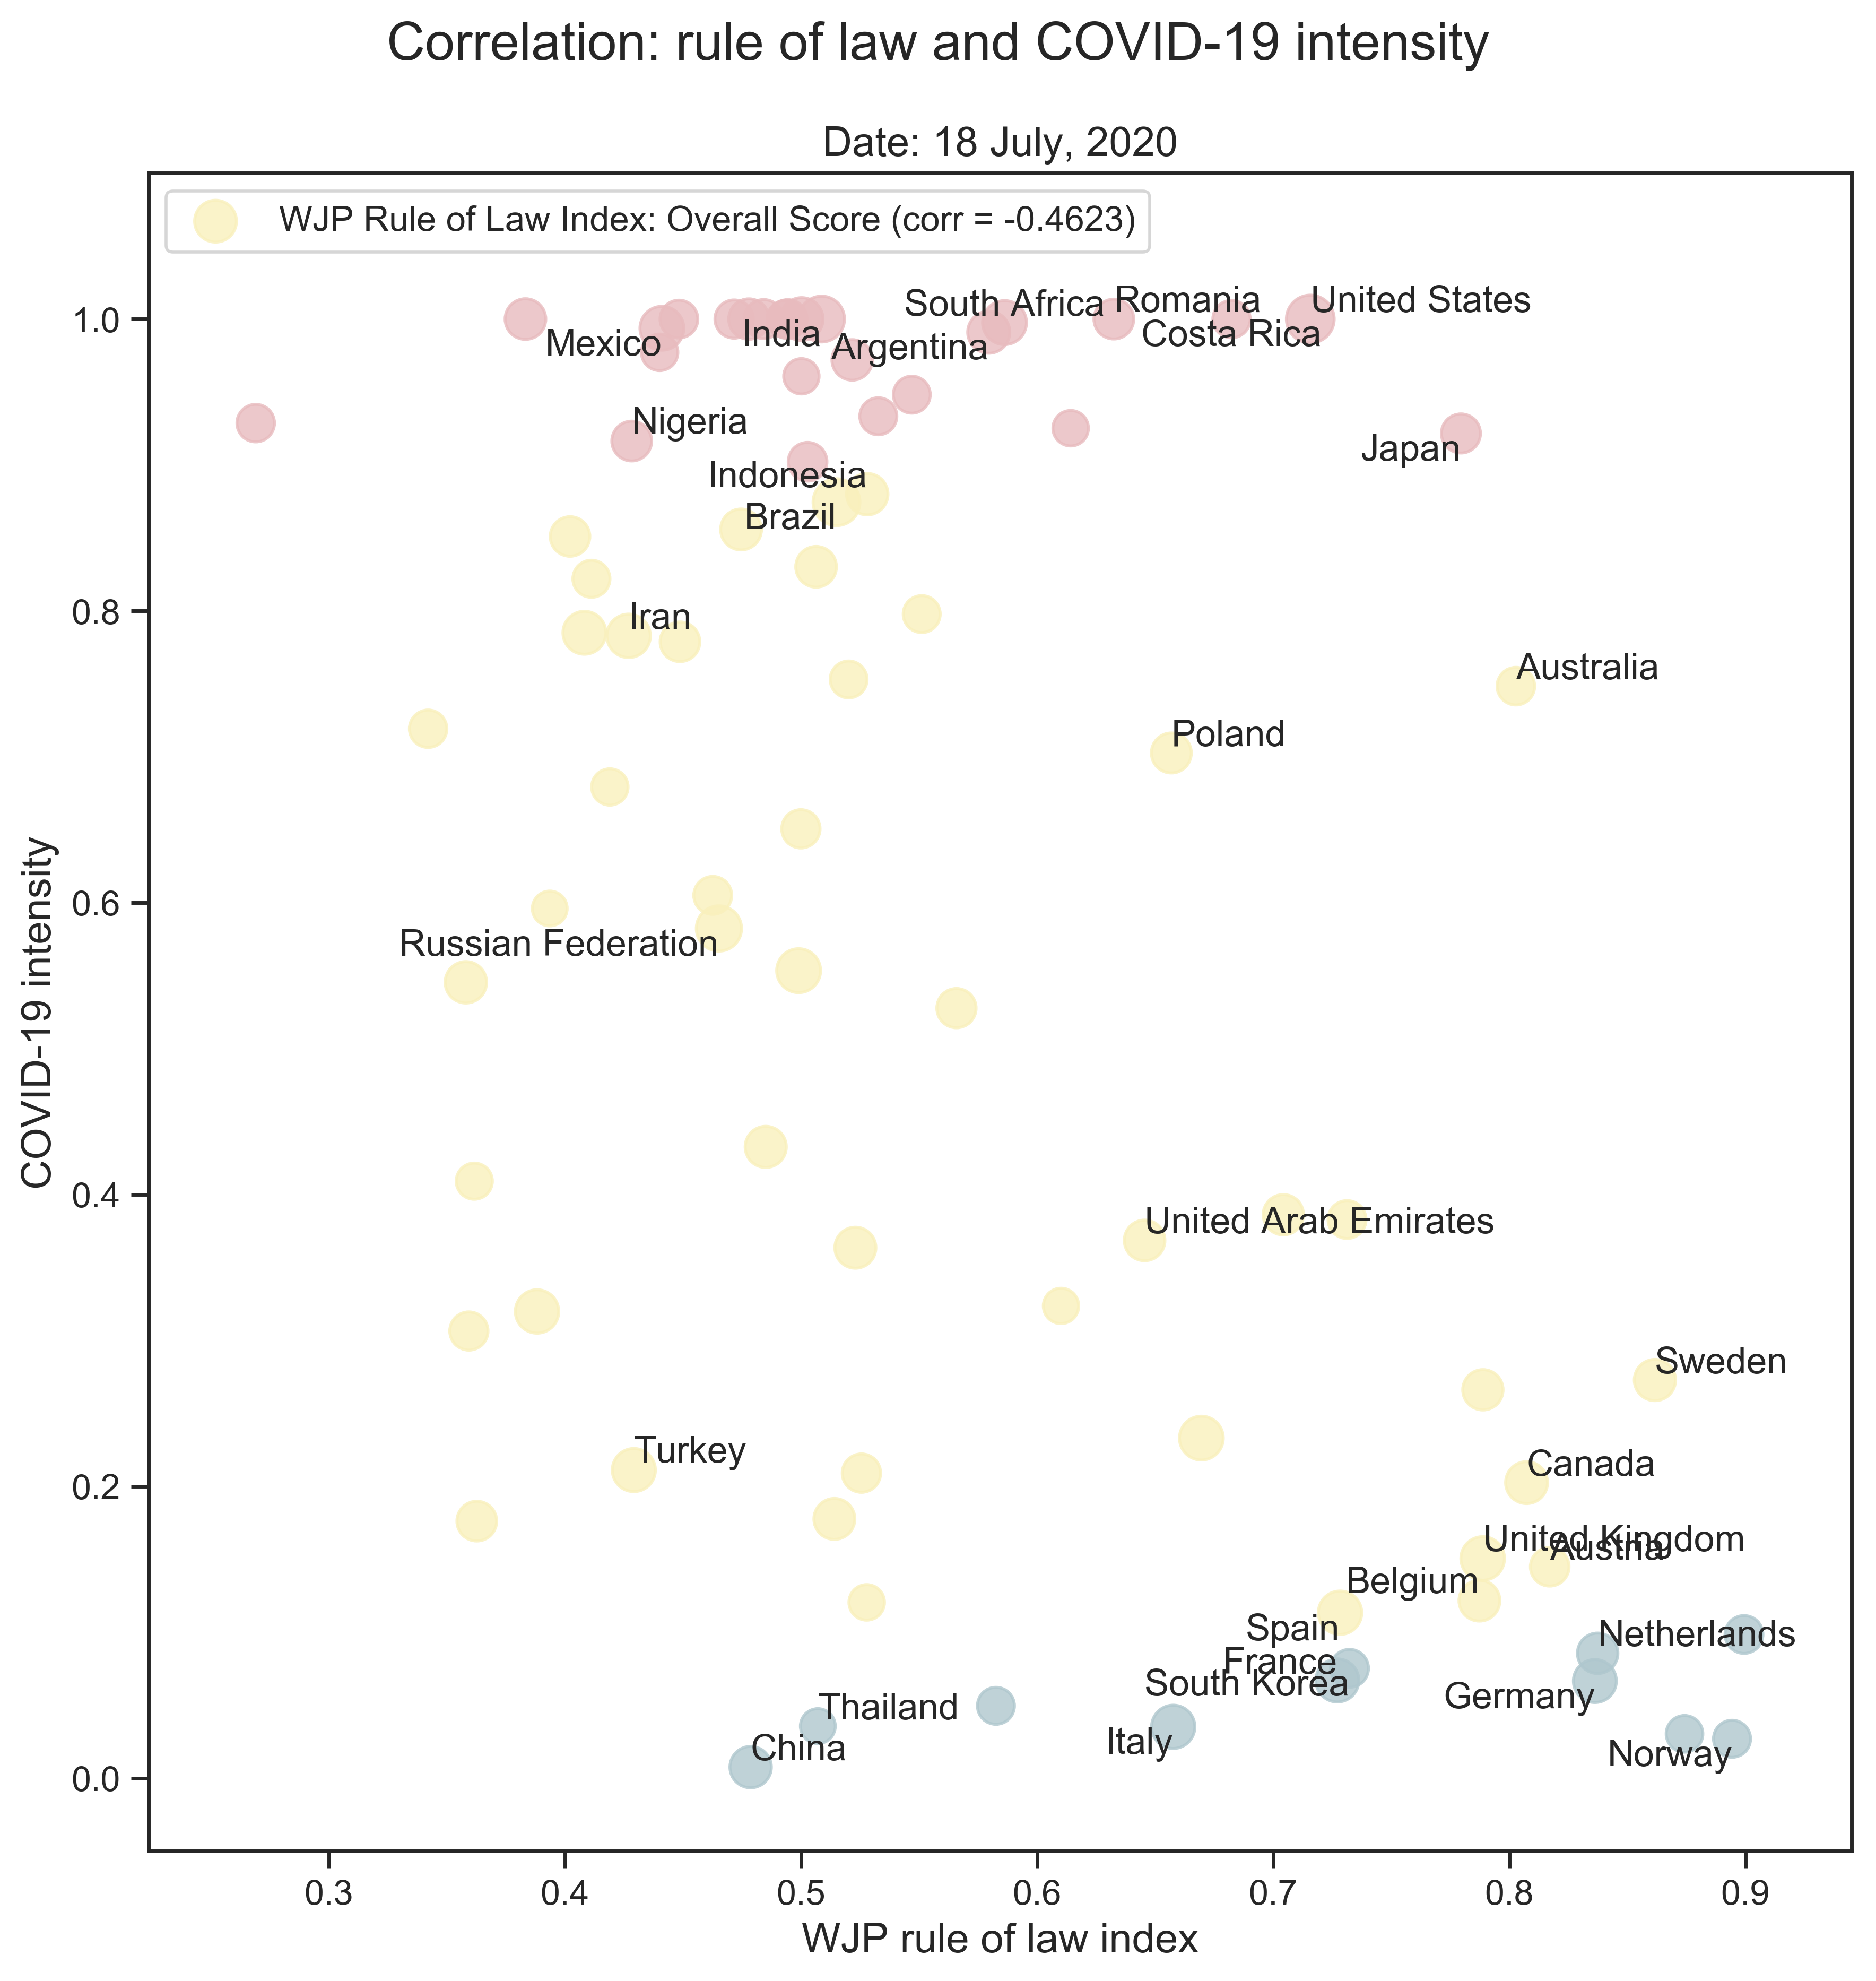 Correlation: rule of law and COVID-19 intensity
Date: 18 July, 2020
WJP Rule of Law Index: Overall Score (corr = -0.4623)
South Africa
Romania
United States
1.0
Mexico
India
Argentina
Costa Rica
Nigeria
Japan
Indonesia
Brazil
0.8
Iran
Australia
Poland
0.6
Russian Federation
COVID-19 intensity
0.4
United Arab Emirates
Sweden
0.2
Turkey
Canada
United Kingdom
Austria
Belgium
Spain
Netherlands
France
South Korea
Germany
Thailand
Italy
China
Norway
0.0
0.3
0.4
0.5
0.6
0.7
0.8
0.9
WJP rule of law index